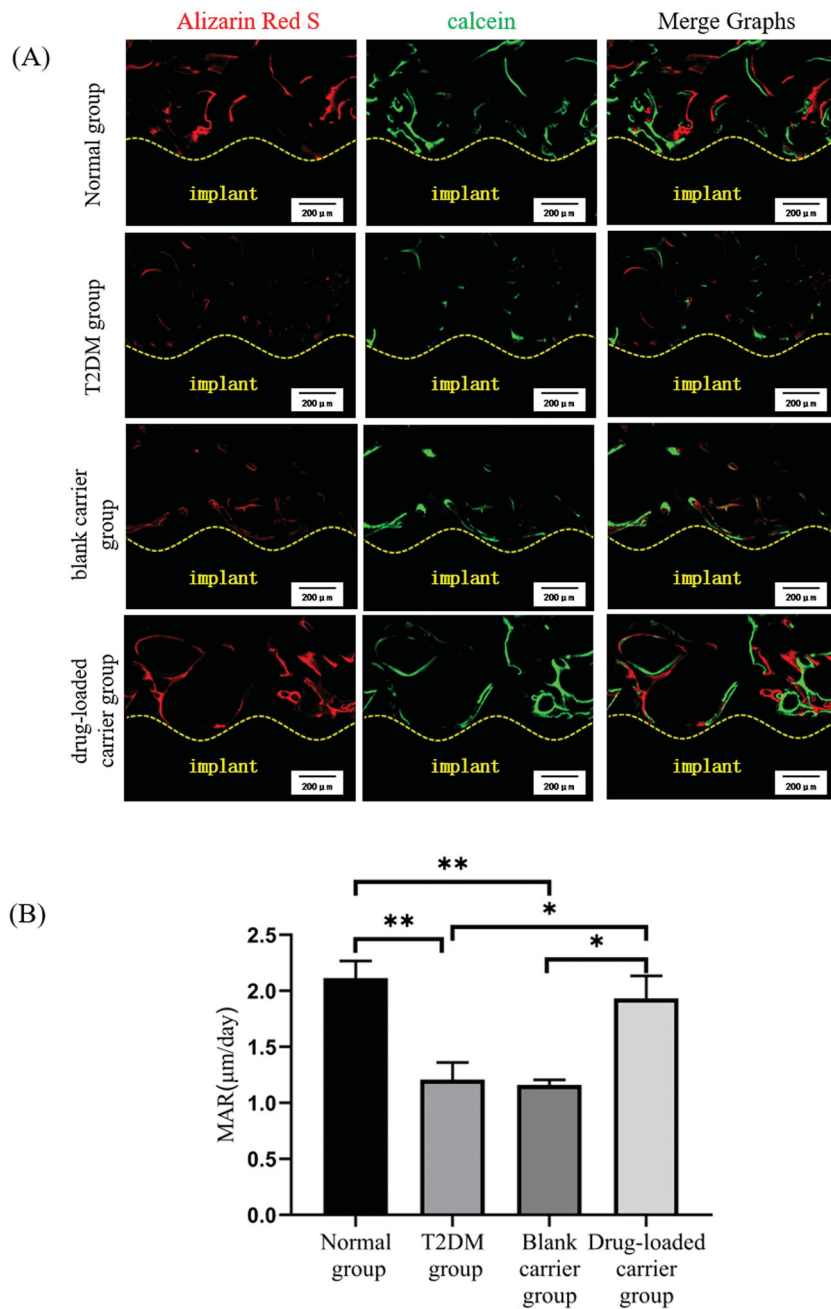 Alizarin Red S calcein Merge Graphs
(A)
Normal group
implant implant implant
200 μm 200 μm 200 μm
T2DM group
implant implant implant
200 μm 200 μm 200 μm
blank carrier
group
implant implant implant
200 μm 200 μm 200 μm
drug-loaded
carrier group
implant implant implant
200 μm 200 μm 200 μm
(B)
**
** *
*
MAR(μm/day)
2.5
2.0
1.5
1.0
0.5
0.0
Normal T2DM Blank Drug-loaded
group group carrier carrier
group group